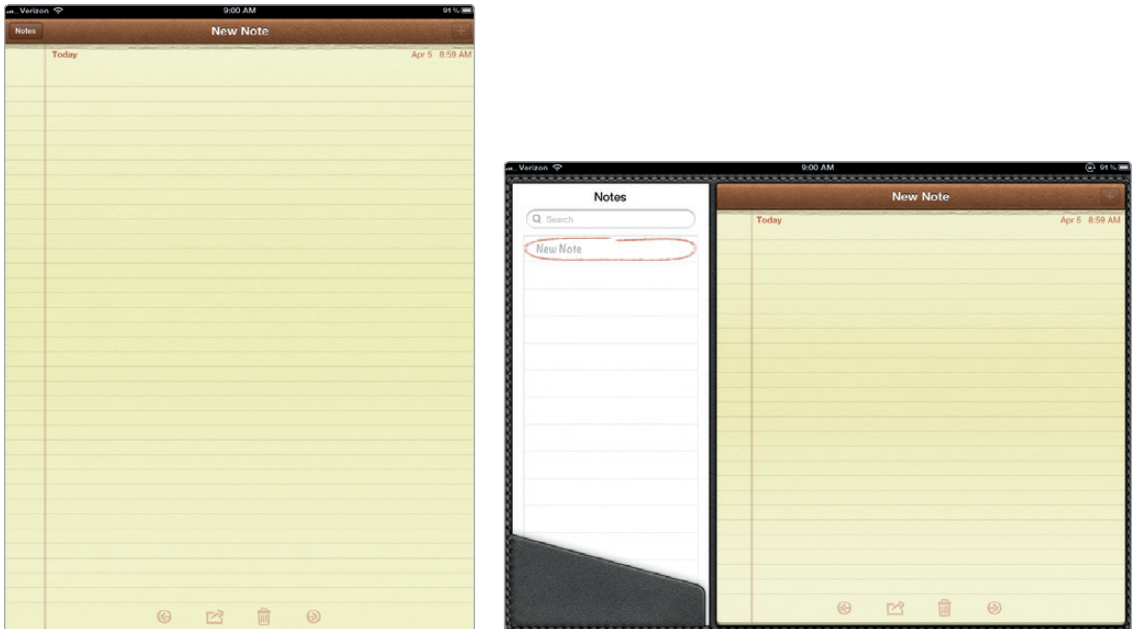 Verizon 9:00 AM 91%
Notes New Note +
Today Apr 5 8:59 AM
Verizon 9:00 AM 91%
Notes
Search
New Note
New Note +
Today Apr 5 8:59 AM